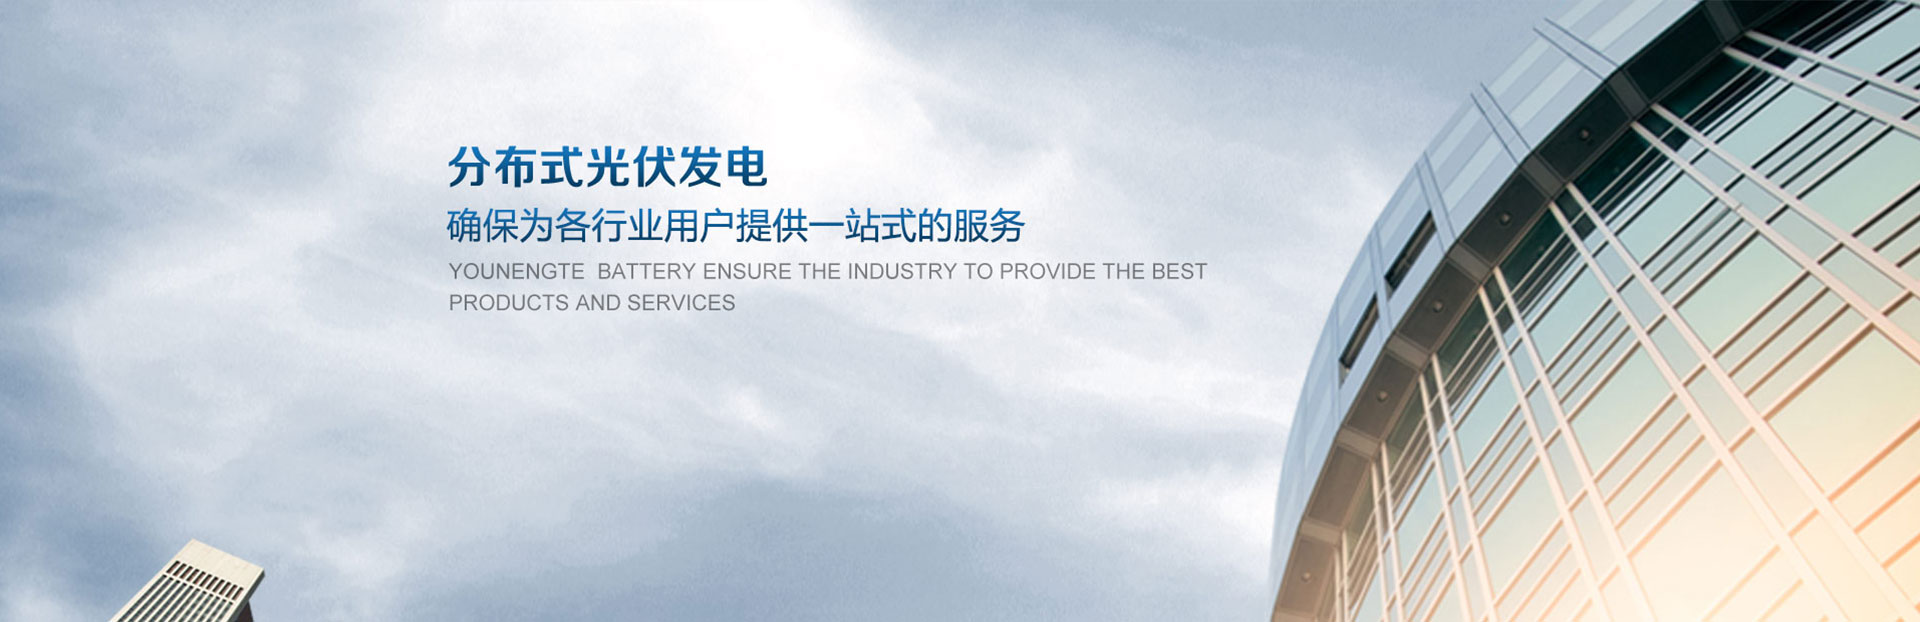 分布式光伏发电
确保为各行业用户提供一站式的服务
YOUNENGTE  BATTERY ENSURE THE INDUSTRY TO PROVIDE THE BEST
PRODUCTS AND SERVICES